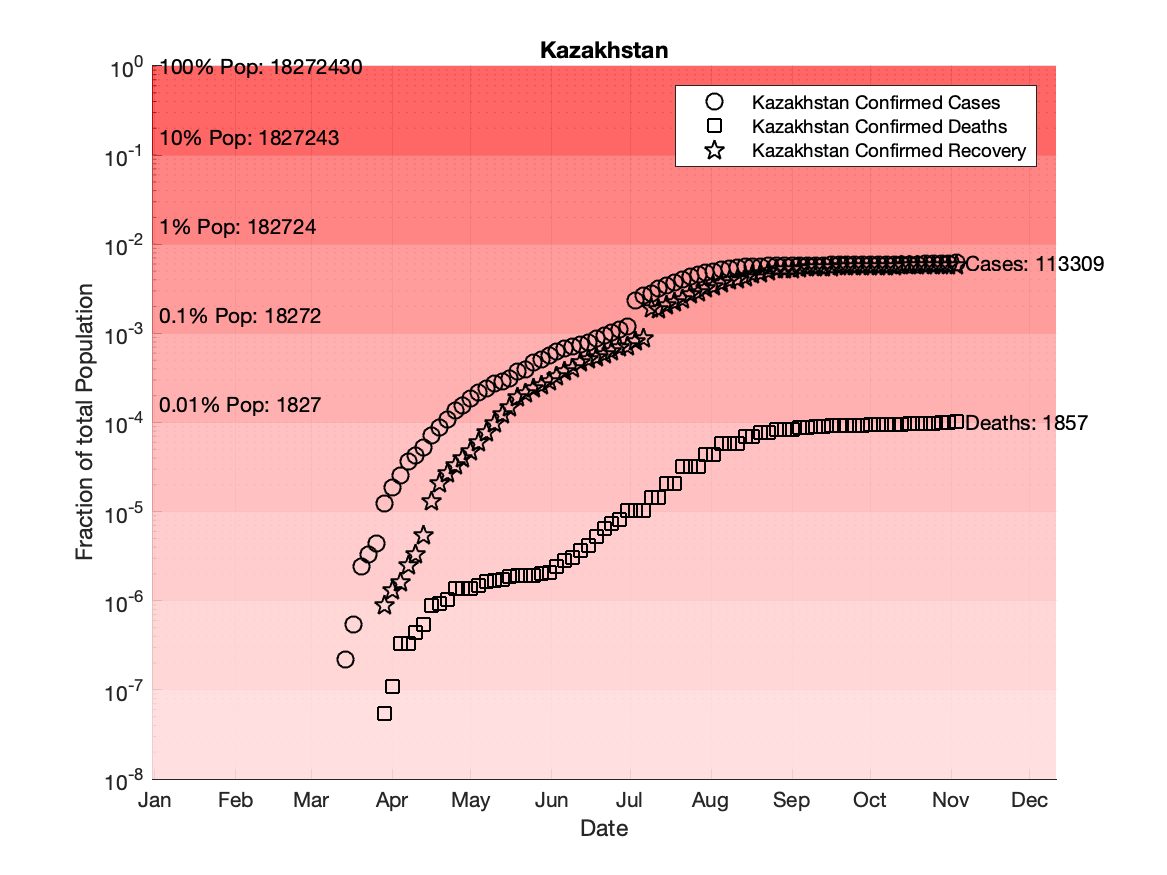 Kazakhstan
10^0
100% Pop: 18272430
Kazakhstan Confirmed Cases
Kazakhstan Confirmed Deaths
10% Pop: 1827243
Kazakhstan Confirmed Recovery
10^-1
1% Pop: 182724
10^-2
Cases: 113309
0.1% Pop: 18272
10^-3
0.01% Pop: 1827
10^-4
Deaths: 1857
10^-5
10^-6
10^-7
10^-8
Fraction of total Population
Jan Feb Mar Apr May Jun Jul Aug Sep Oct Nov Dec
Date